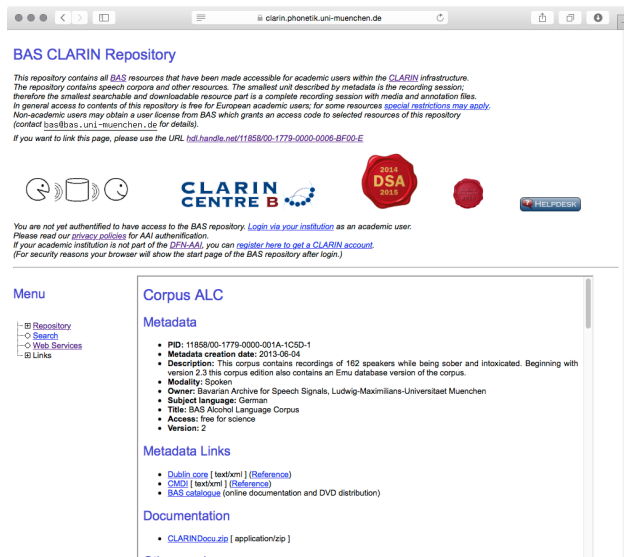 clarin.phonetik.uni-muenchen.de
BAS CLARIN Repository
This repository contains all BAS resources that have been made accessible for academic users within the CLARIN infrastructure.
The repository contains speech corpora and other resources. The smallest unit described by metadata is the recording session;
therefore the smallest searchable and downloadable resource part is a complete recording session with media and annotation files.
In general access to contents of this repository is free for European academic users; for some resources special restrictions may apply.
Non-academic users may obtain a user license from BAS which grants an access code to selected resources of this repository
(contact bas@bas.uni-muenchen.de for details).
If you want to link this page, please use the URL hdl.handle.net/11858/00-1779-0000-0006-BF00-E
CLARIN
CENTRE B
2014
DSA
2015
HELPDESK
You are not yet authentified to have access to the BAS repository. Login via your institution as an academic user.
Please read our privacy policies for AAI authenification.
If your academic institution is not part of the DFN-AAI, you can register here to get a CLARIN account.
(For security reasons your browser will show the start page of the BAS repository after login.)
Menu
Repository
Search
Web Services
Links
Corpus ALC
Metadata
PID: 11858/00-1779-0000-001A-1C5D-1
Metadata creation date: 2013-06-04
Description: This corpus contains recordings of 162 speakers while being sober and intoxicated. Beginning with
version 2.3 this corpus edition also contains an Emu database version of the corpus.
Modality: Spoken
Owner: Bavarian Archive for Speech Signals, Ludwig-Maximilians-Universitaet Muenchen
Subject language: German
Title: BAS Alcohol Language Corpus
Access: free for science
Version: 2
Metadata Links
Dublin core [ text/xml ] (Reference)
CMDI [ text/xml ] (Reference)
BAS catalogue (online documentation and DVD distribution)
Documentation
CLARINDocu.zip [ application/zip ]